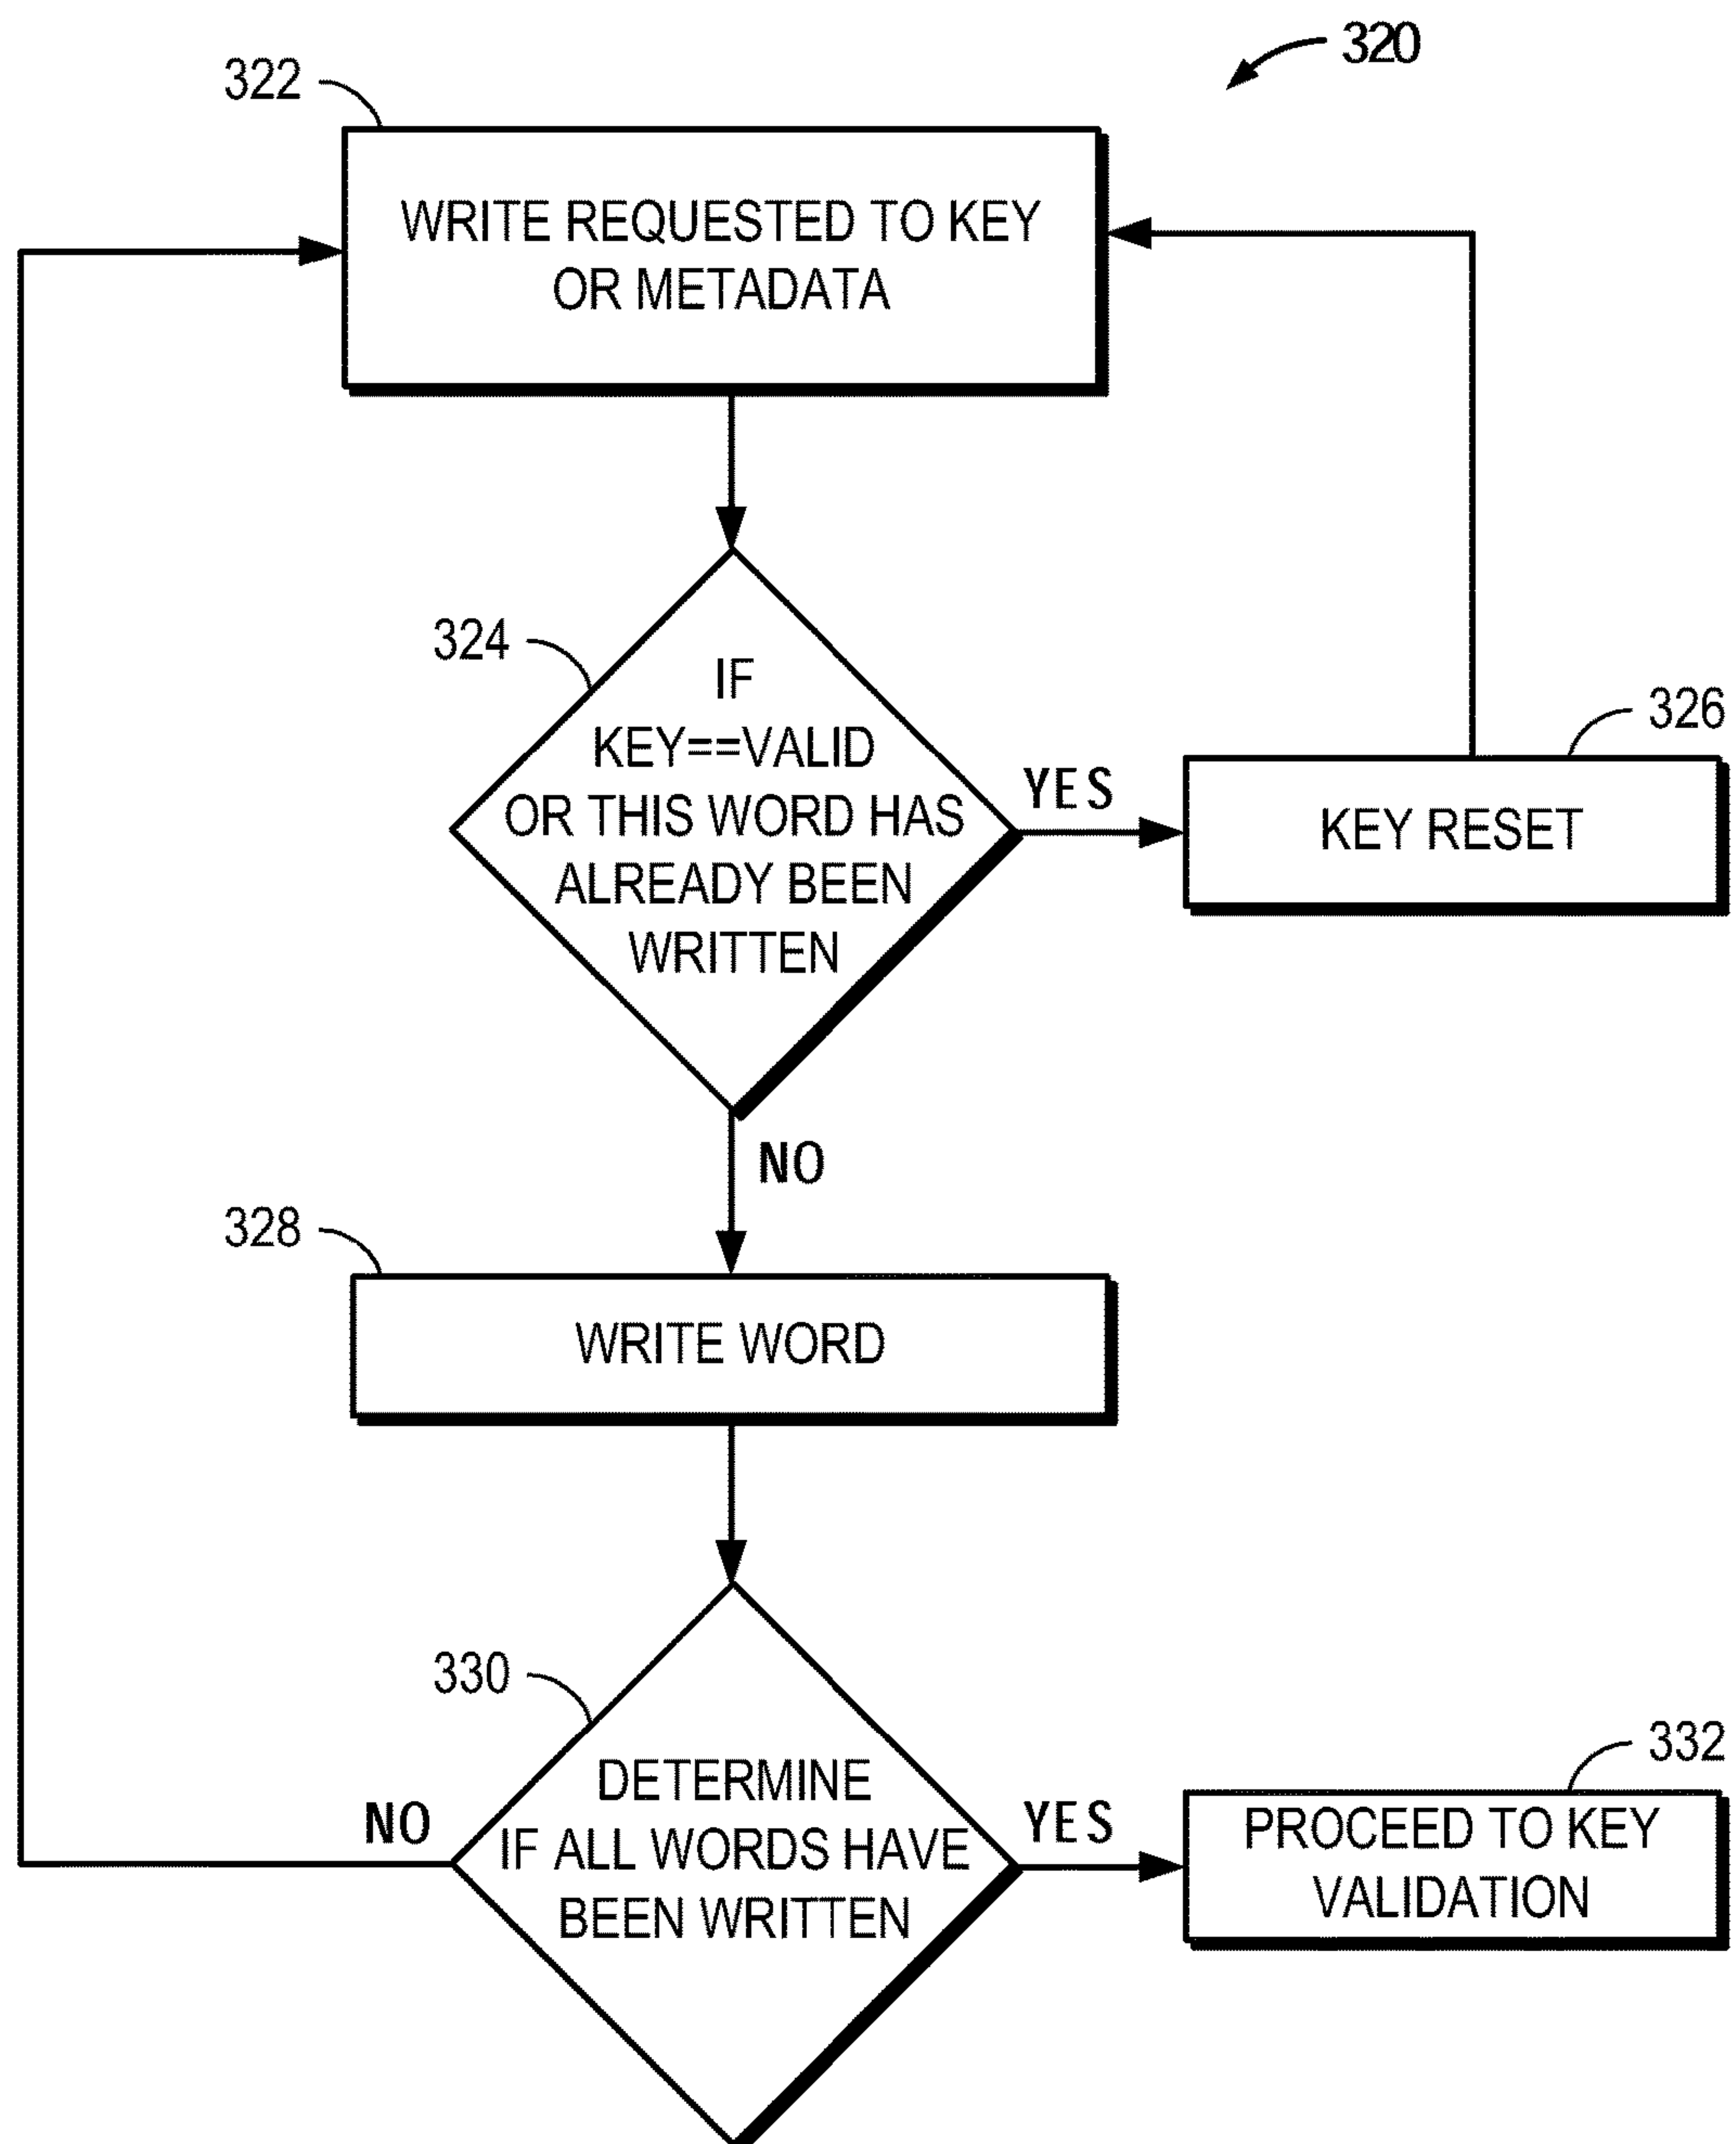 320
322
WRITE REQUESTED TO KEY
OR METADATA
324
IF
KEY==VALID
OR THIS WORD HAS
ALREADY BEEN
WRITTEN
YES
326
KEY RESET
NO
328
WRITE WORD
330
DETERMINE
IF ALL WORDS HAVE
BEEN WRITTEN
NO
YES
332
PROCEED TO KEY
VALIDATION